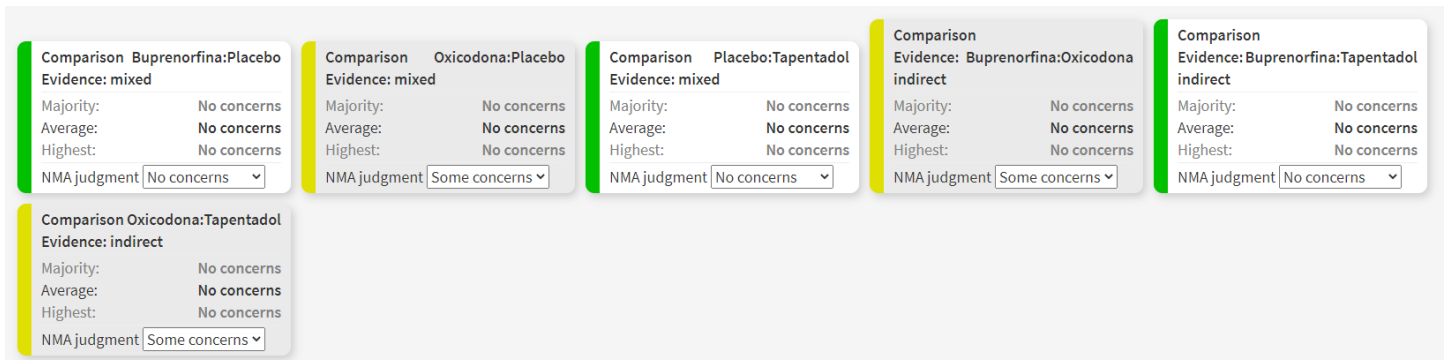 Comparison Buprenorfina:Placebo
Evidence: mixed
Majority: No concerns
Average: No concerns
Highest: No concerns
NMA judgment No concerns
Comparison Oxicodona:Placebo
Evidence: mixed
Majority: No concerns
Average: No concerns
Highest: No concerns
NMA judgment Some concerns
Comparison Placebo:Tapentadol
Evidence: mixed
Majority: No concerns
Average: No concerns
Highest: No concerns
NMA judgment No concerns
Comparison
Evidence: Buprenorfina:Oxicodona
indirect
Majority: No concerns
Average: No concerns
Highest: No concerns
NMA judgment Some concerns
Comparison
Evidence: Buprenorfina:Tapentadol
indirect
Majority: No concerns
Average: No concerns
Highest: No concerns
NMA judgment No concerns
Comparison Oxicodona:Tapentadol
Evidence: indirect
Majority: No concerns
Average: No concerns
Highest: No concerns
NMA judgment Some concerns